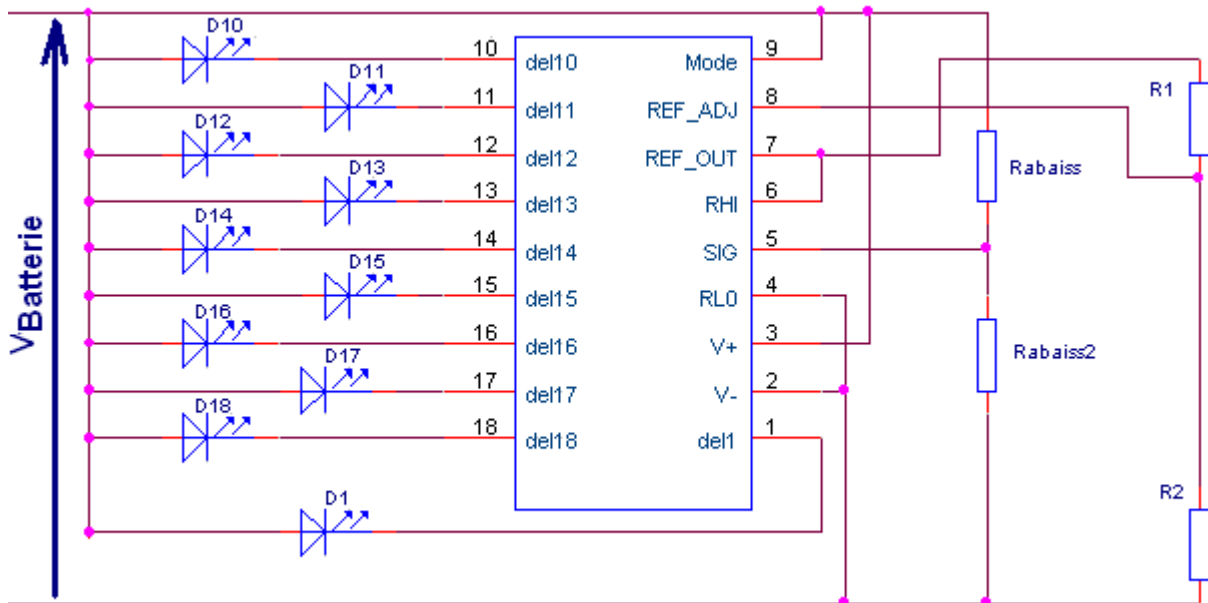 D10
10 del10 Mode 9
D11
11 del11 REF_ADJ 8
R1
D12
12 del12 REF_OUT 7
Rabaiss
D13
13 del13 RHI 6
D14
14 del14 SIG 5
D15
15 del15 RL0 4
VBatterie
D16
16 del16 V+ 3
Rabaiss2
D17
17 del17 V- 2
D18
18 del18 del1 1
D1
R2